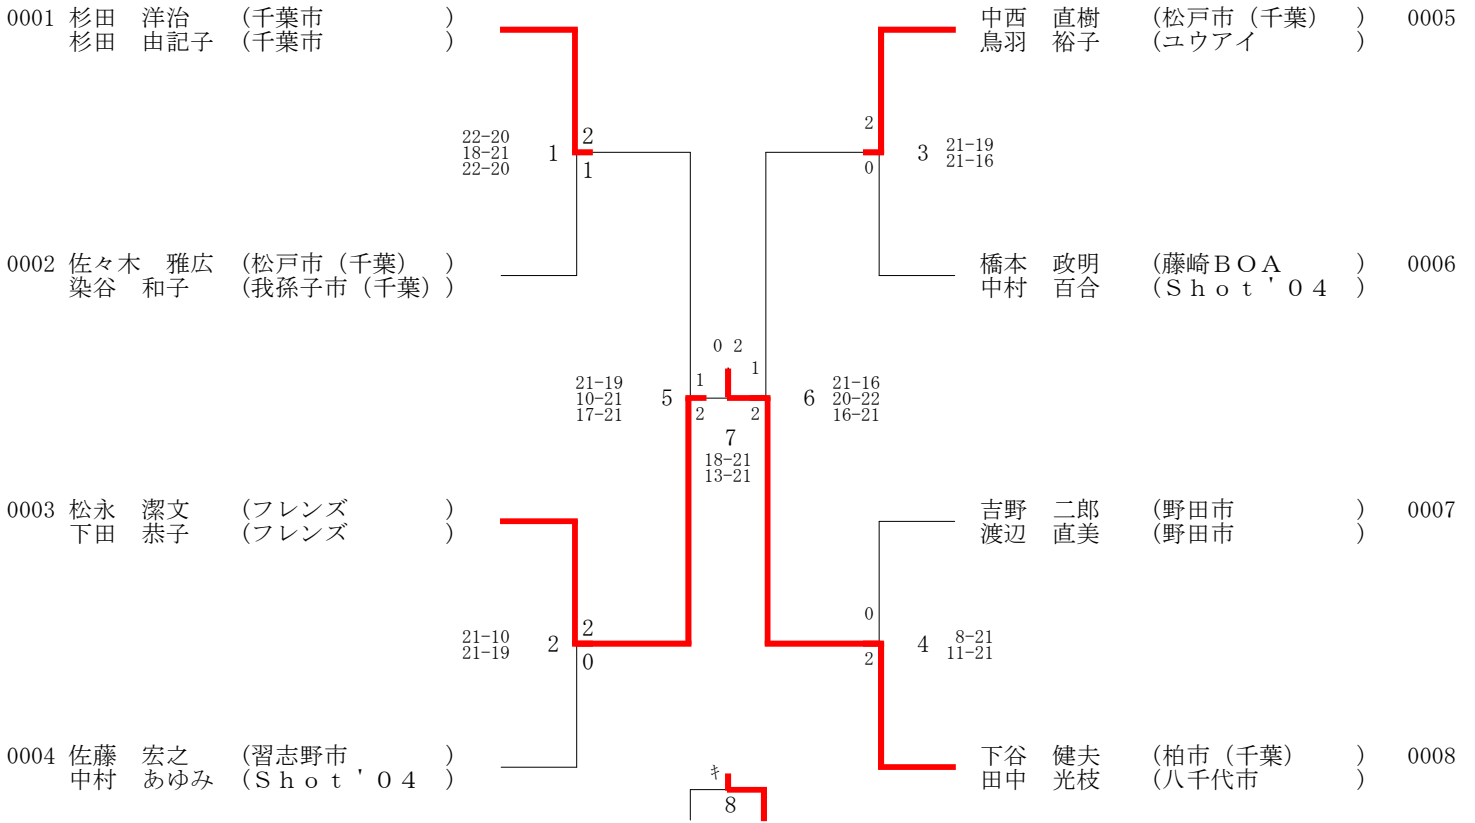 0001 杉田　洋治　　(千葉市　　　　　)
杉田　由記子　(千葉市　　　　　)
中西　直樹　　(松戸市（千葉）　) 0005
鳥羽　裕子　　(ユウアイ　　　　)
22-20
18-21
22-20
1
2
1
2
0
3
21-19
21-16
0002 佐々木　雅広　(松戸市（千葉）　)
染谷　和子　　(我孫子市（千葉）)
橋本　政明　　(藤崎ＢＯＡ　　　) 0006
中村　百合　　(Ｓｈｏｔ＇０４　)
0 2
21-19
10-21
17-21
5
1
2
1
2
6
21-16
20-22
16-21
7
18-21
13-21
0003 松永　潔文　　(フレンズ　　　　)
下田　恭子　　(フレンズ　　　　)
吉野　二郎　　(野田市　　　　　) 0007
渡辺　直美　　(野田市　　　　　)
21-10
21-19
2
2
0
0
2
4
8-21
11-21
0004 佐藤　宏之　　(習志野市　　　　)
中村　あゆみ　(Ｓｈｏｔ＇０４　)
下谷　健夫　　(柏市（千葉）　　) 0008
田中　光枝　　(八千代市　　　　)
ｷ
8